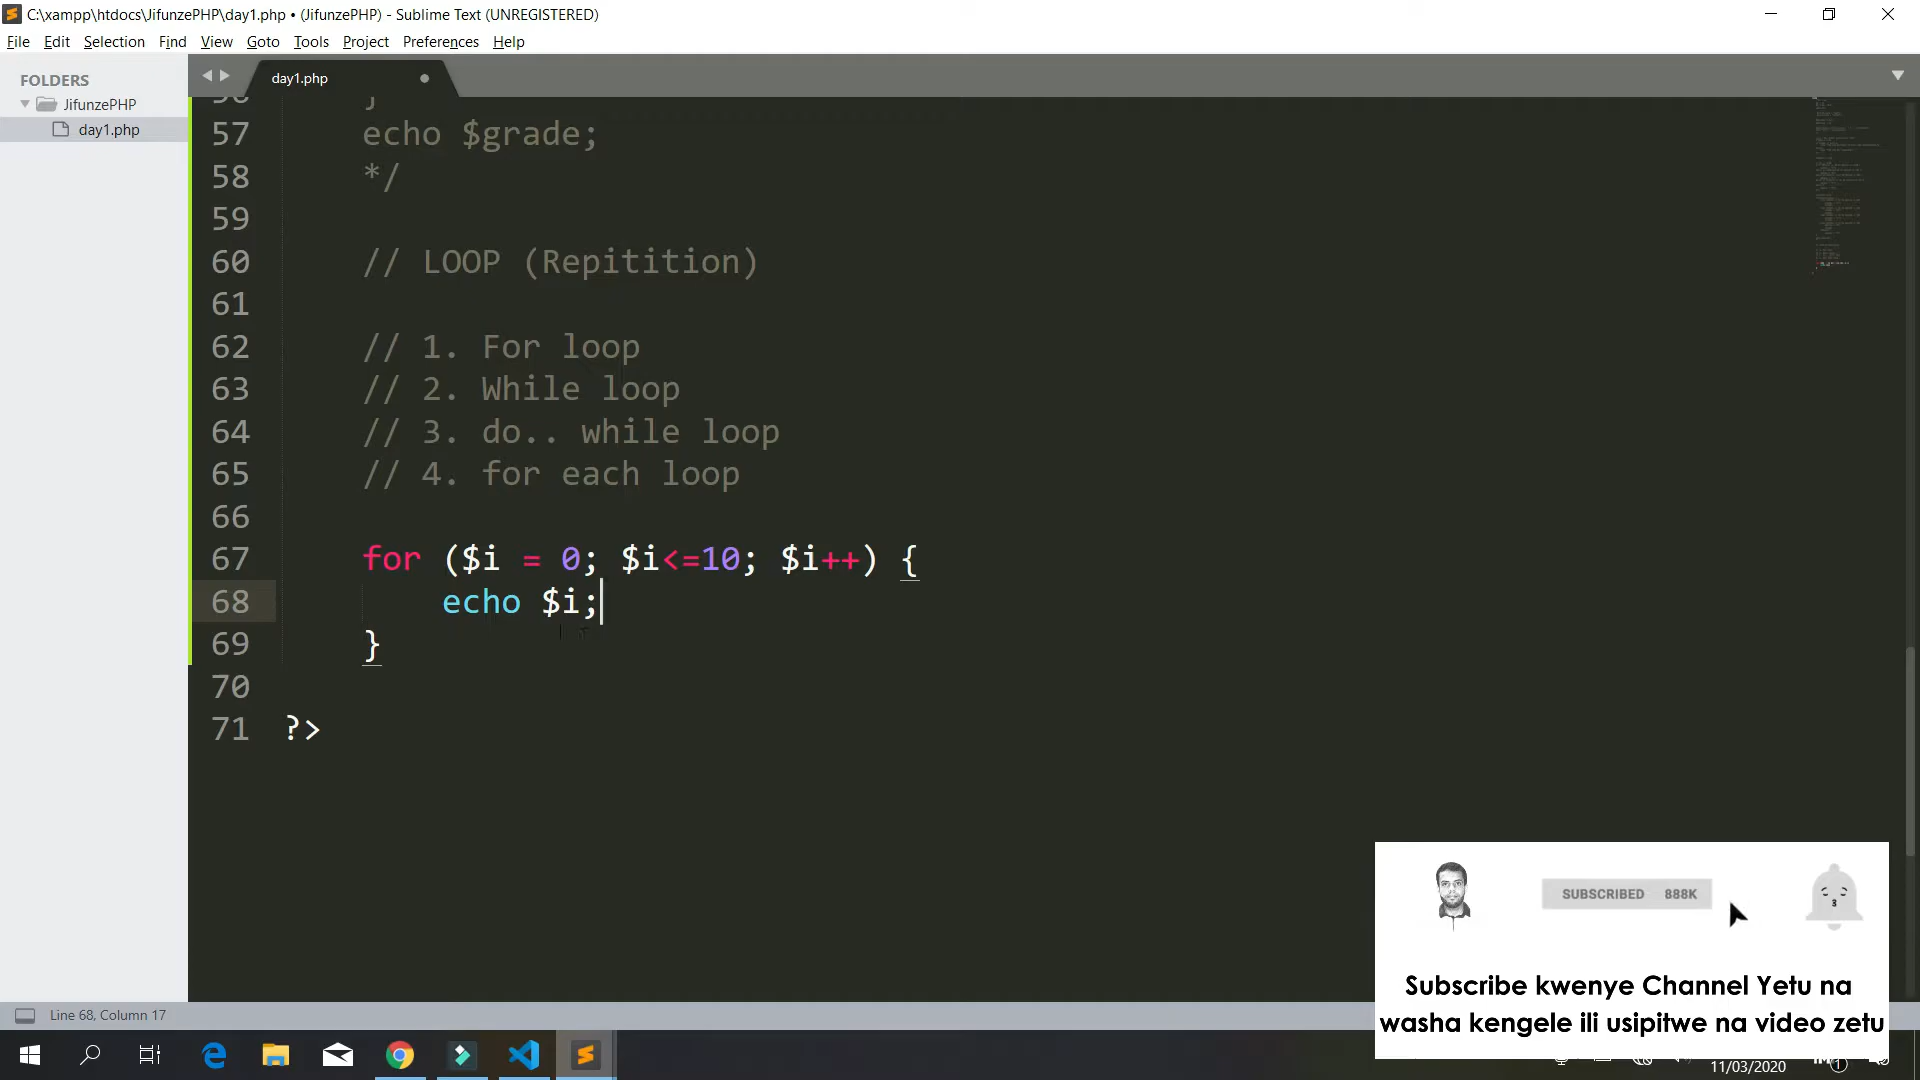 C:\xampp\htdocs\JifunzePHP\day1.php • (JifunzePHP) - Sublime Text (UNREGISTERED)
File Edit Selection Find View Goto Tools Project Preferences Help
FOLDERS
JifunzePHP
day1.php
day1.php
56 }
57 echo $grade;
58 */
59
60 // LOOP (Repitition)
61
62 // 1. For loop
63 // 2. While loop
64 // 3. do.. while loop
65 // 4. for each loop
66
67 for ($i = 0; $i<=10; $i++) {
68 echo $i;
69 }
70
71 ?>
SUBSCRIBED 888K
Subscribe kwenye Channel Yetu na
washa kengele ili usipitwe na video zetu
Line 68, Column 17
11/03/2020
1